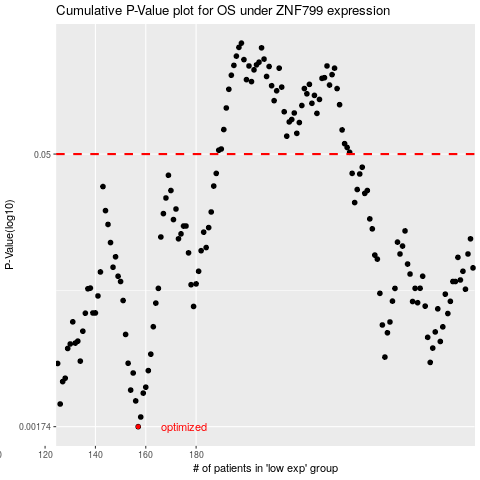 Cumulative P-Value plot for OS under ZNF799 expression
P-Value(log10)
0.05
0.00174
optimized
0
120
140
160
180
# of patients in 'low exp' group